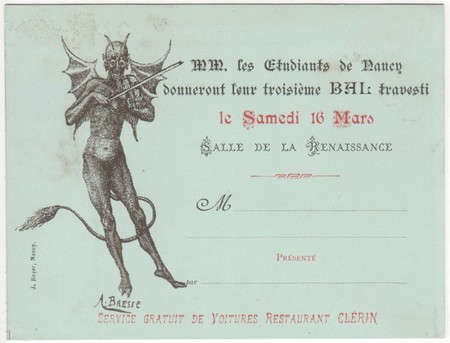 MM. les Etudiants de Nancy
donneront leur troisième BAL travesti
le Samedi 16 Mars
SALLE DE LA RENAISSANCE
M
PRÉSENTÉ
par
J. Royer, Nancy.
A. BRESSE
SERVICE GRATUIT DE VOITURES RESTAURANT CLÉRIN